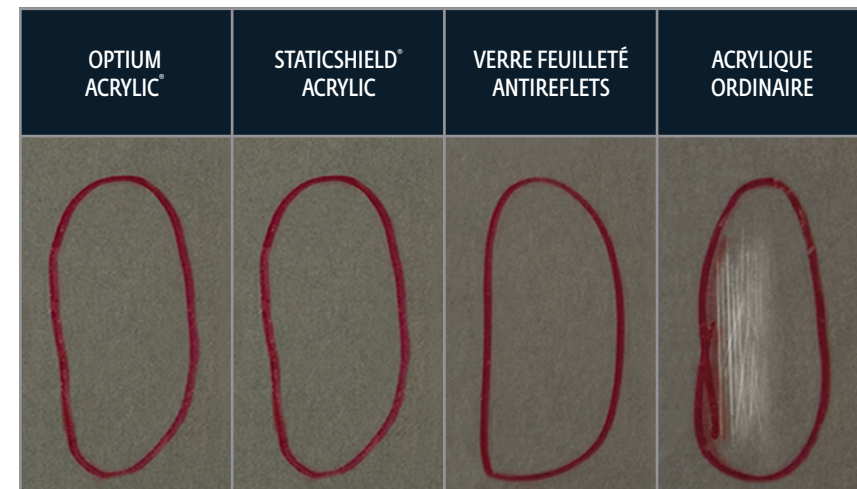 OPTIUM
ACRYLIC®
STATICSHIELD®
ACRYLIC
VERRE FEUILLETÉ
ANTIREFLETS
ACRYLIQUE
ORDINAIRE